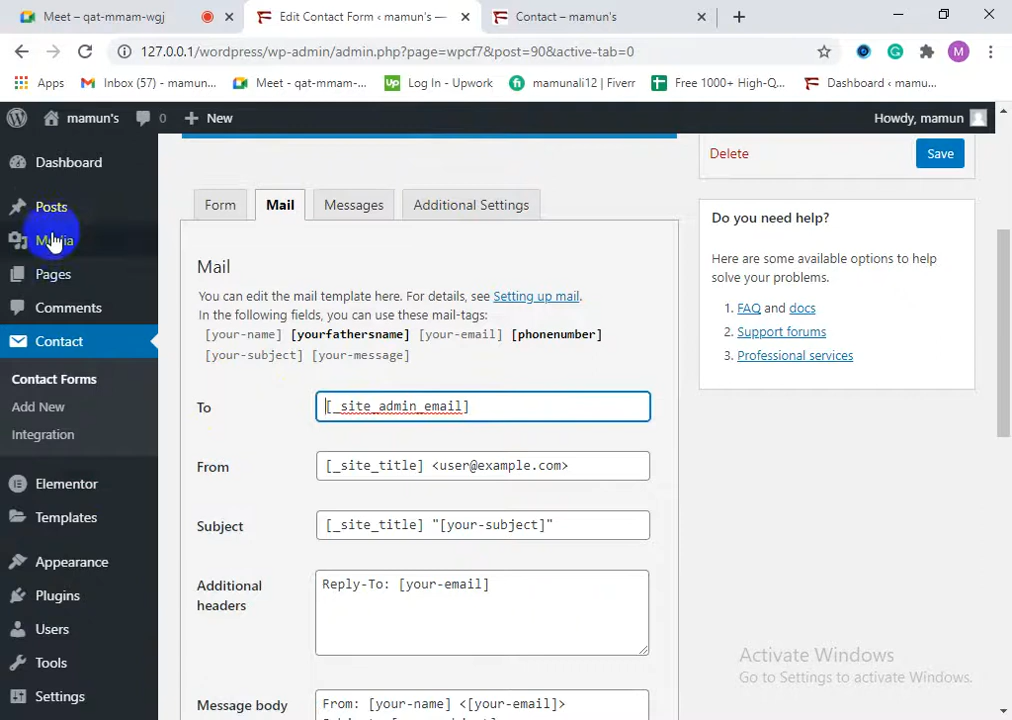 Meet – qat-mmam-wgj
Edit Contact Form ‹ mamun's —
Contact – mamun's
127.0.0.1/wordpress/wp-admin/admin.php?page=wpcf7&post=90&active-tab=0
M
Apps
Inbox (57) - mamun...
Meet - qat-mmam-...
Up
Log In - Upwork
mamunali12 | Fiverr
Free 1000+ High-Q...
Dashboard ‹ mamu...
mamun's
0
New
Howdy, mamun
Dashboard
Posts
Media
Pages
Comments
Contact
Contact Forms
Add New
Integration
Elementor
Templates
Appearance
Plugins
Users
Tools
Settings
Form
Mail
Messages
Additional Settings
Mail
You can edit the mail template here. For details, see Setting up mail.
In the following fields, you can use these mail-tags:
[your-name] [yourfathersname] [your-email] [phonenumber]
[your-subject] [your-message]
To
[_site_admin_email]
From
[_site_title] <user@example.com>
Subject
[_site_title] "[your-subject]"
Additional
headers
Reply-To: [your-email]
Message body
From: [your-name] <[your-email]>
Delete
Save
Do you need help?
Here are some available options to help
solve your problems.
1. FAQ and docs
2. Support forums
3. Professional services
Activate Windows
Go to Settings to activate Windows.